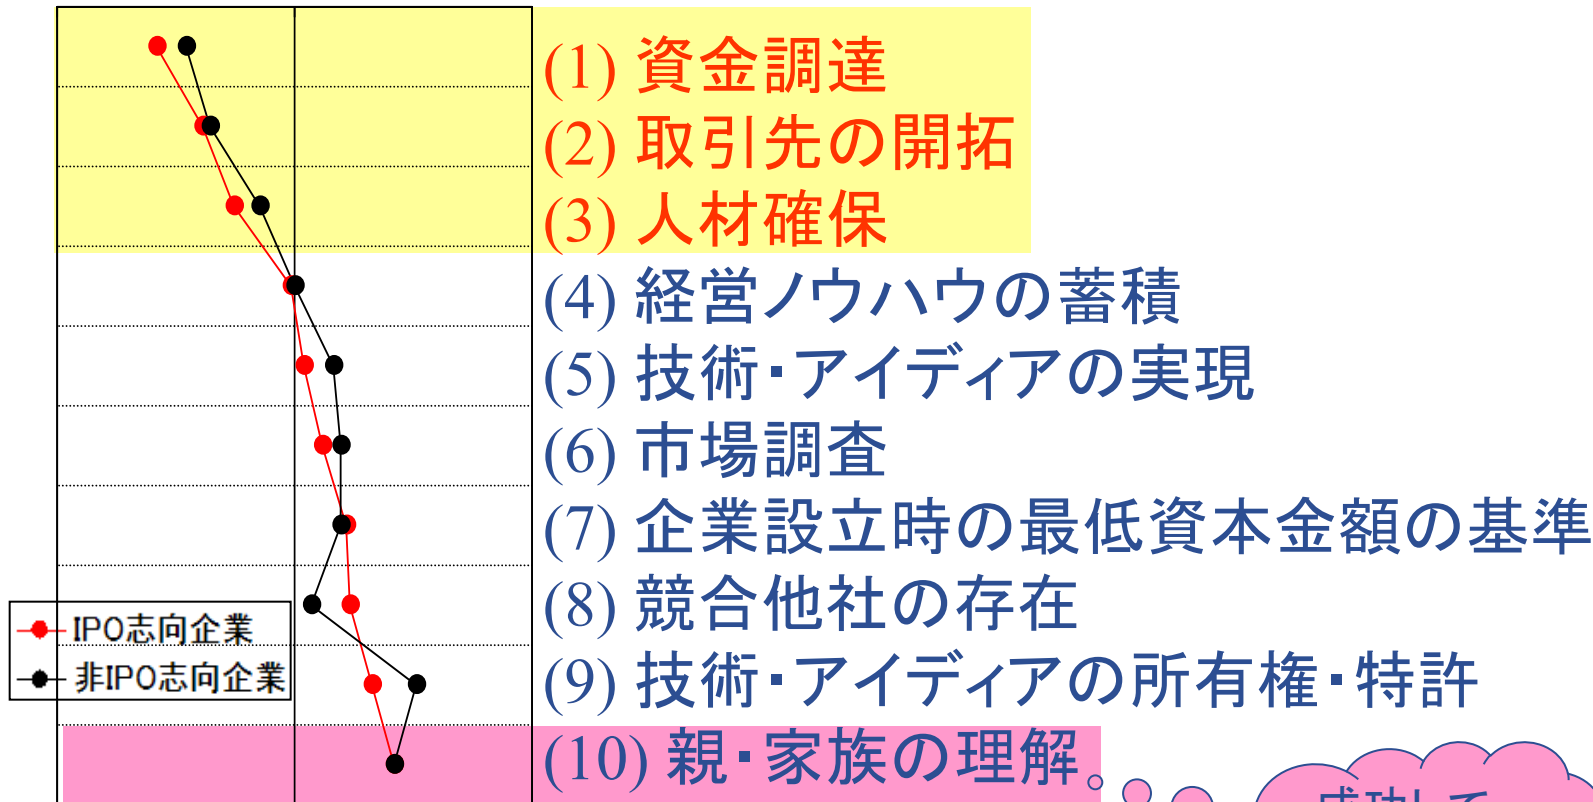 (1) 資金調達
(2) 取引先の開拓
(3) 人材確保
(4) 経営ノウハウの蓄積
(5) 技術・アイディアの実現
(6) 市場調査
(7) 企業設立時の最低資本金額の基準
(8) 競合他社の存在
IPO志向企業
非IPO志向企業
(9) 技術・アイディアの所有権・特許
(10) 親・家族の理解
成功して